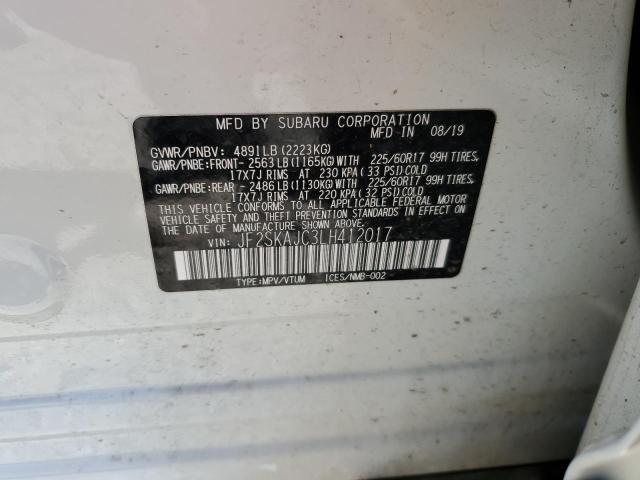 MFD BY SUBARU CORPORATION
MFD IN 08/19
GVWR/PNBV: 4891LB (2223KG)
GAWR/PNBE:FRONT- 2563LB (1165KG)WITH 225/60R17 99H TIRES,
17X7J RIMS AT 230 KPA (33 PSI)COLD
GAWR/PNBE:REAR - 2486LB (1130KG)WITH 225/60R17 99H TIRES,
17X7J RIMS AT 220 KPA (32 PSI)COLD
THIS VEHICLE CONFORMS TO ALL APPLICABLE FEDERAL MOTOR
VEHICLE SAFETY AND THEFT PREVENTION STANDARDS IN EFFECT ON
THE DATE OF MANUFACTURE SHOWN ABOVE.
VIN: JF2SKAJC3LH412017
TYPE:MPV/VTUM ICES/NMB-002